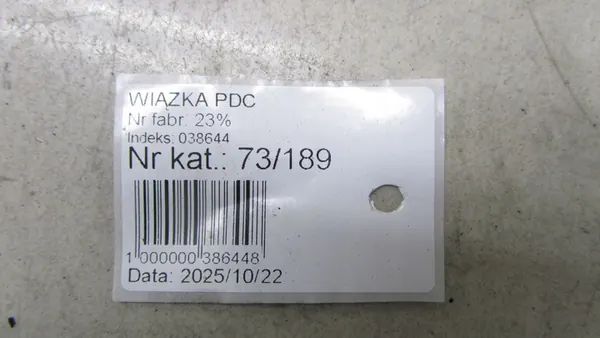 WIĄZKA PDC
Nr fabr. 23%
Indeks: 038644
Nr kat.: 73/189
1 000000 386448
Data: 2025/10/22